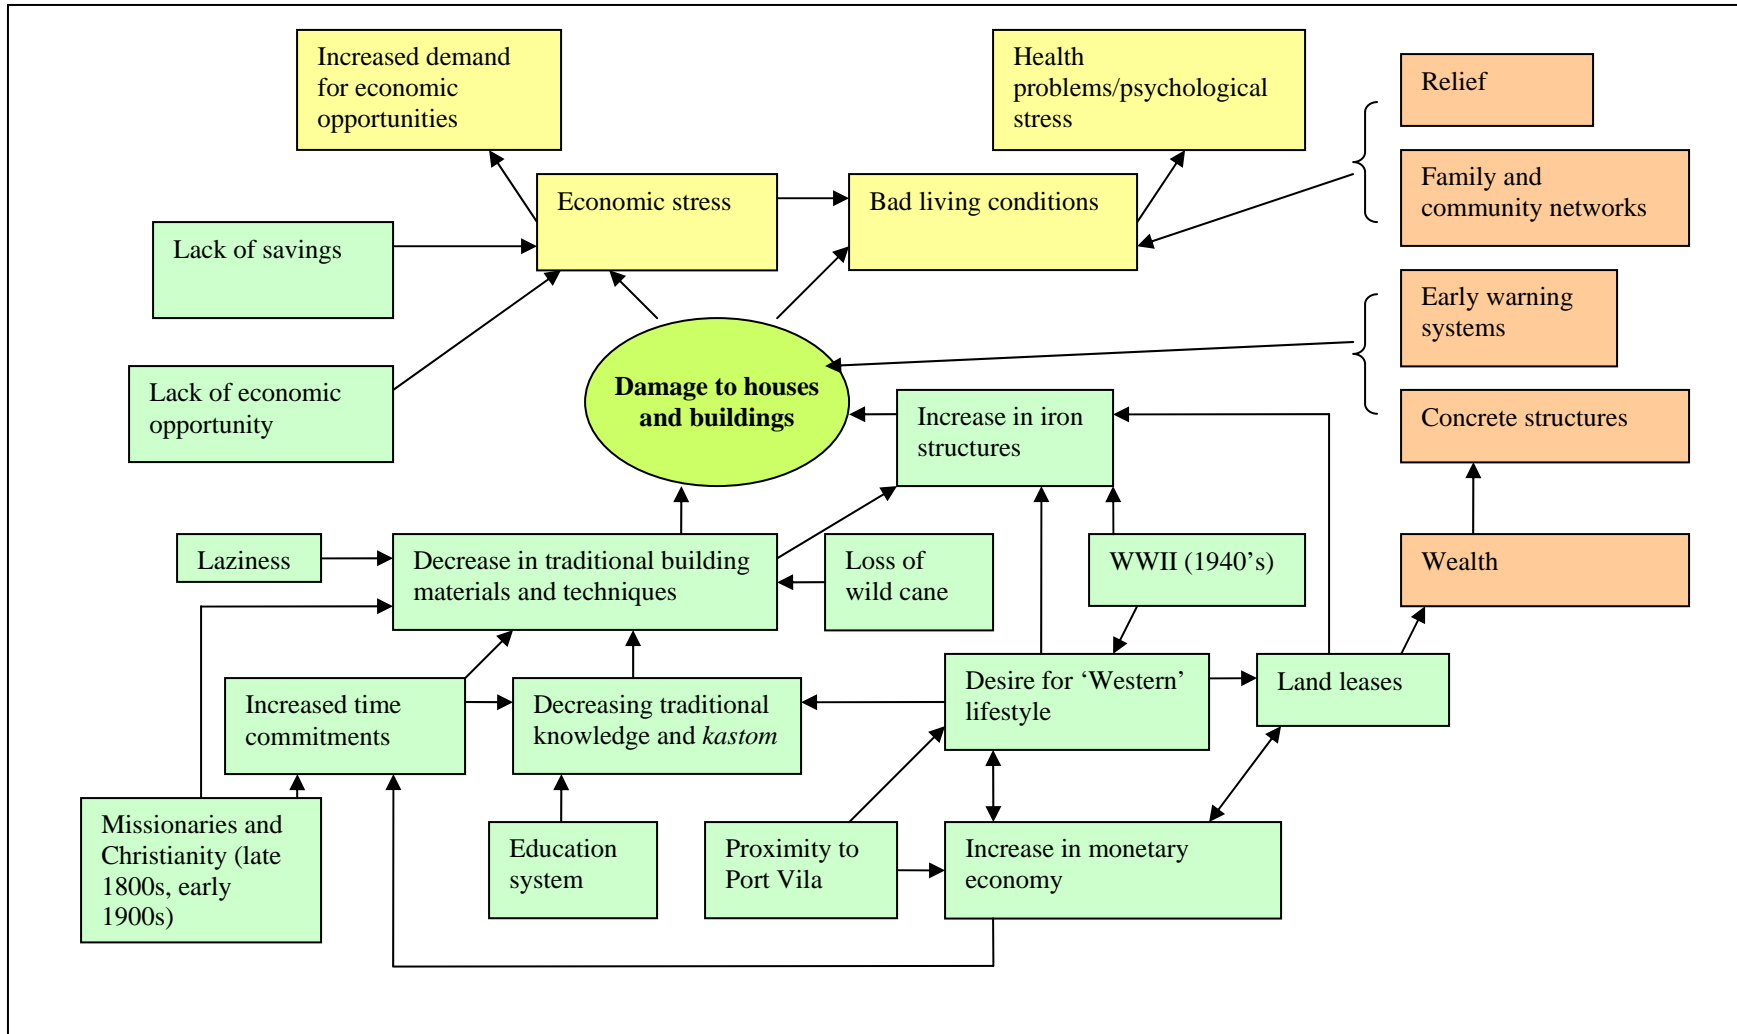 Increased demand
for economic
opportunities
Health
problems/psychological
stress
Relief
Family and
community networks
Economic stress
Bad living conditions
Lack of savings
Early warning
systems
Lack of economic
opportunity
Damage to houses
and buildings
Increase in iron
structures
Concrete structures
Laziness
Decrease in traditional building
materials and techniques
Loss of
wild cane
WWII (1940’s)
Wealth
Increased time
commitments
Decreasing traditional
knowledge and kastom
Desire for ‘Western’
lifestyle
Land leases
Missionaries and
Christianity (late
1800s, early
1900s)
Education
system
Proximity to
Port Vila
Increase in monetary
economy